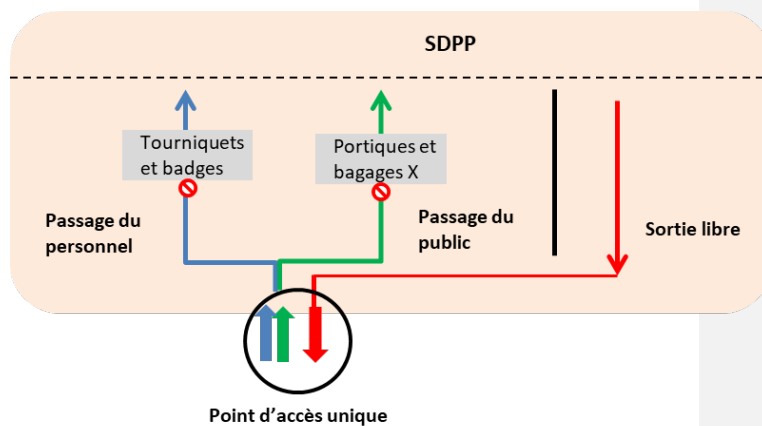 SDPP
Tourniquets
et badges
Portiques et
bagages X
Passage du
personnel
Passage du
public
Sortie libre
Point d'accès unique